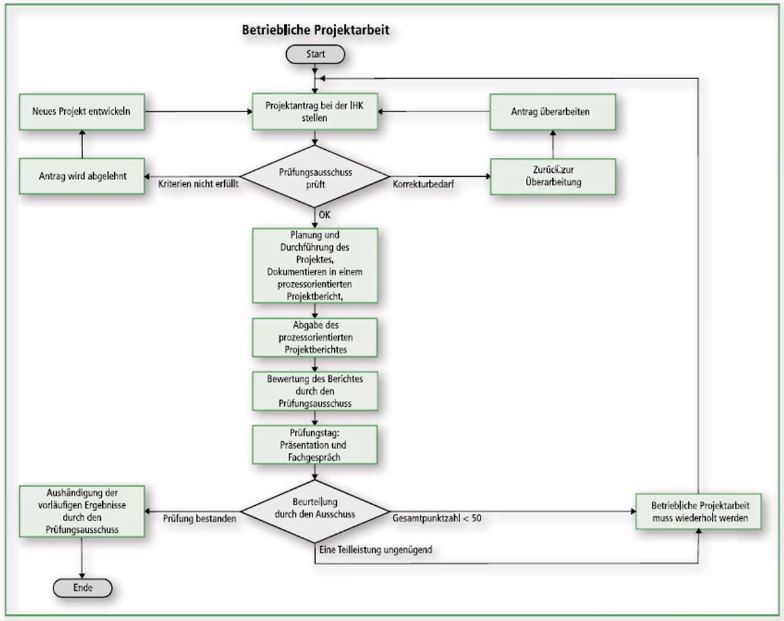 Betriebliche Projektarbeit
Start
Neues Projekt entwickeln
Projektantrag bei der IHK
stellen
Antrag überarbeiten
Antrag wird abgelehnt
Kriterien nicht erfüllt
Prüfungsausschuss
prüft
Korrekturbedarf
Zurück zur
Überarbeitung
OK
Planung und
Durchführung des
Projektes,
Dokumentieren in einem
prozessorientierten
Projektbericht,
Abgabe des
prozessorientierten
Projektberichtes
Bewertung des Berichtes
durch den
Prüfungsausschuss
Prüfungstag:
Präsentation und
Fachgespräch
Aushändigung der
vorläufigen Ergebnisse
durch den
Prüfungsausschuss
Prüfung bestanden
Beurteilung
durch den Ausschuss
Gesamtpunktzahl < 50
Betriebliche Projektarbeit
muss wiederholt werden
Eine Teilleistung ungenügend
Ende